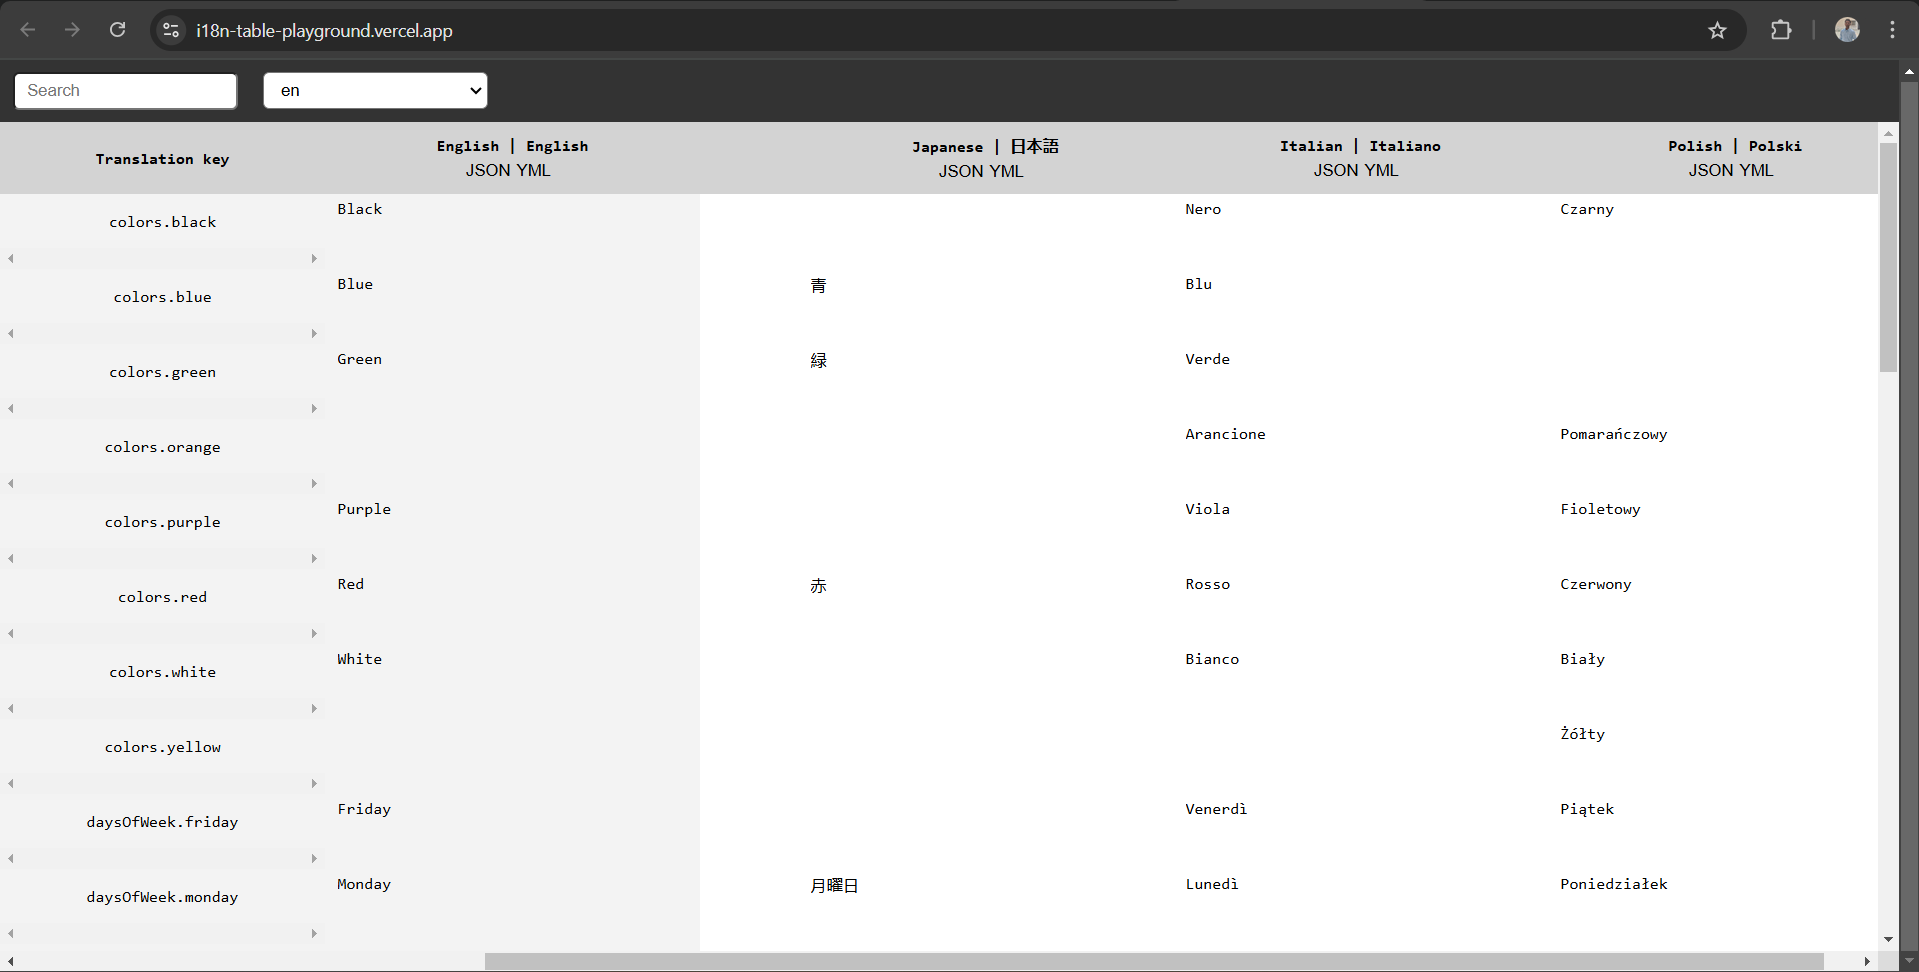 i18n-table-playground.vercel.app
Search
en
Translation key
English | English
JSON YML
Japanese | 日本語
JSON YML
Italian | Italiano
JSON YML
Polish | Polski
JSON YML
colors.black
Black
Nero
Czarny
colors.blue
Blue
青
Blu
colors.green
Green
緑
Verde
colors.orange
Arancione
Pomarańczowy
colors.purple
Purple
Viola
Fioletowy
colors.red
Red
赤
Rosso
Czerwony
colors.white
White
Bianco
Biały
colors.yellow
Żółty
daysOfWeek.friday
Friday
Venerdì
Piątek
daysOfWeek.monday
Monday
月曜日
Lunedì
Poniedziałek